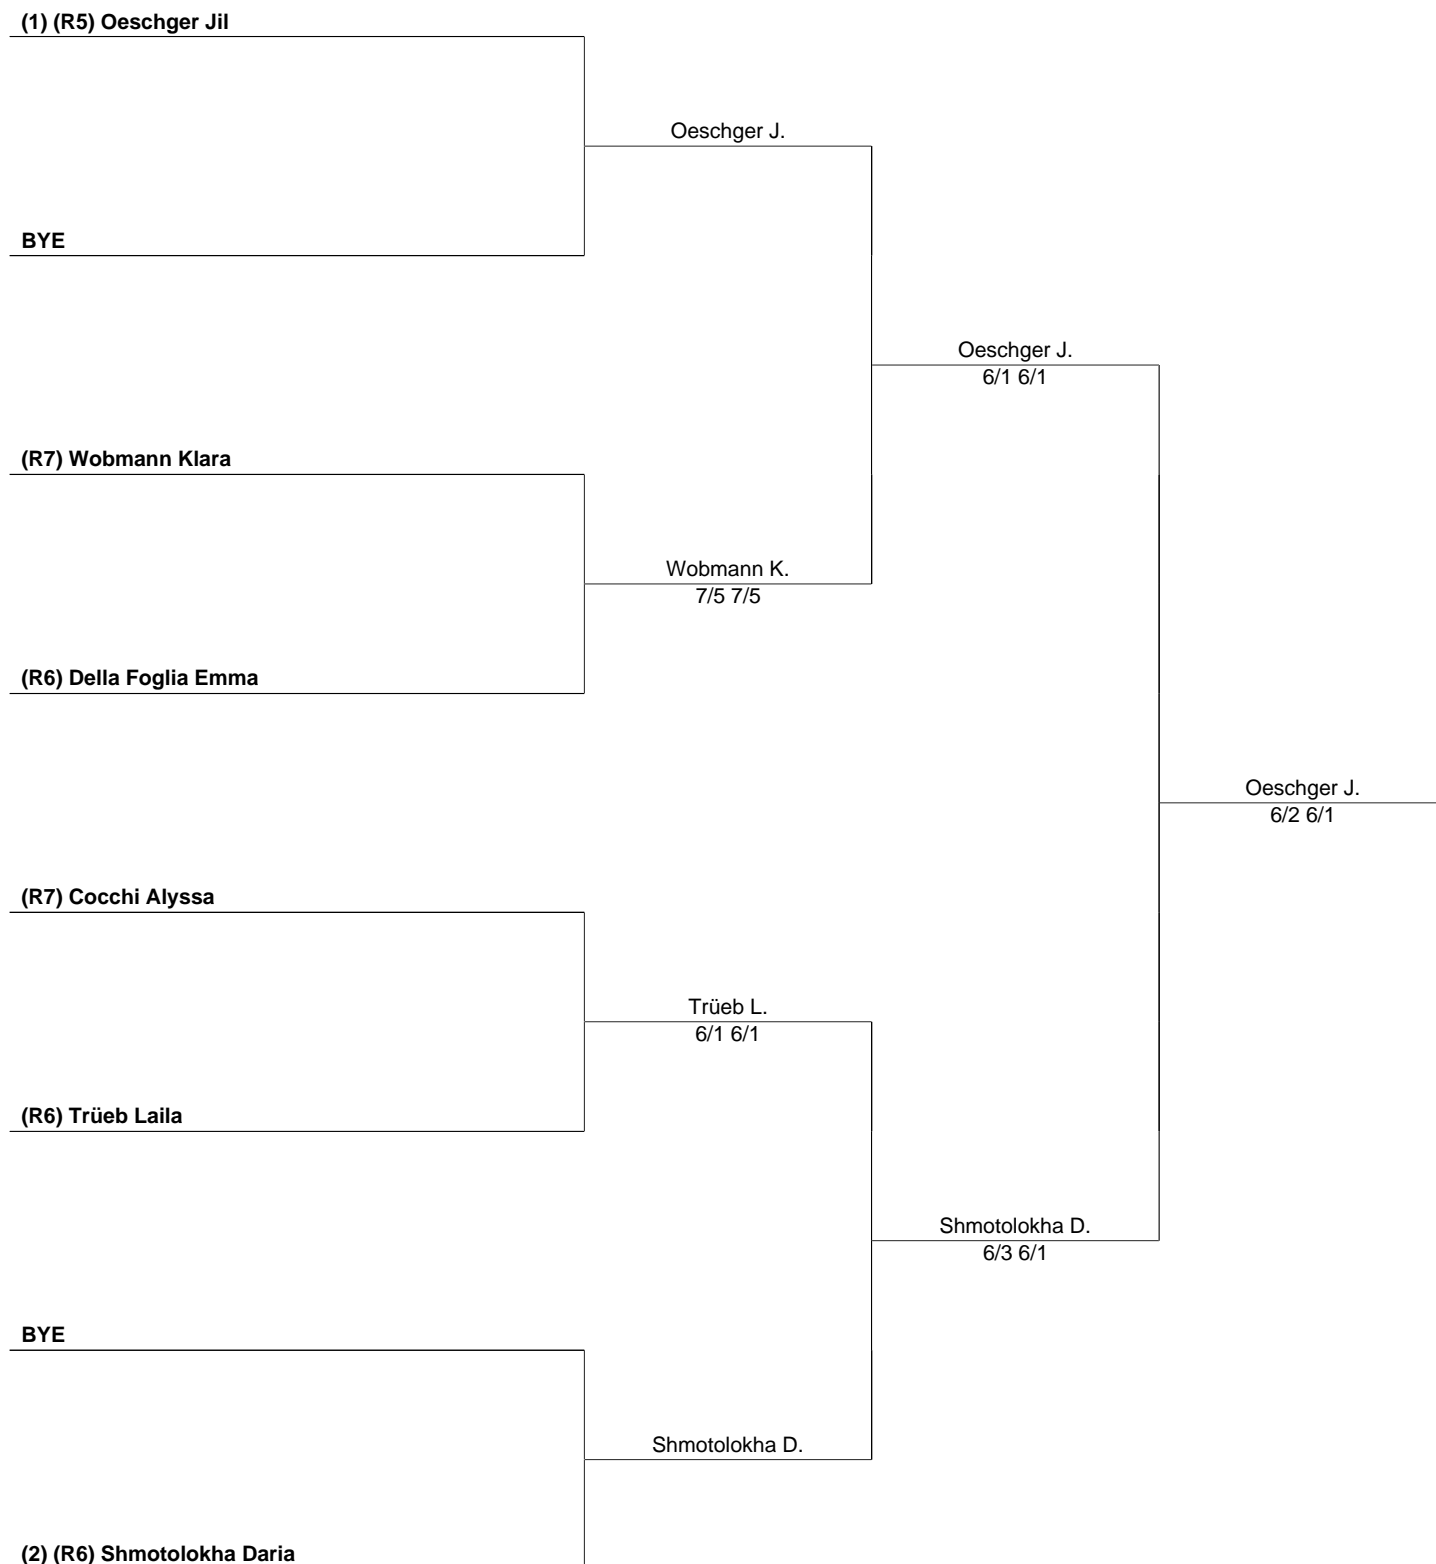 (1) (R5) Oeschger Jil
Oeschger J.
BYE
Oeschger J.
6/1 6/1
(R7) Wobmann Klara
Wobmann K.
7/5 7/5
(R6) Della Foglia Emma
Oeschger J.
6/2 6/1
(R7) Cocchi Alyssa
Trüeb L.
6/1 6/1
(R6) Trüeb Laila
Shmotolokha D.
6/3 6/1
BYE
Shmotolokha D.
(2) (R6) Shmotolokha Daria